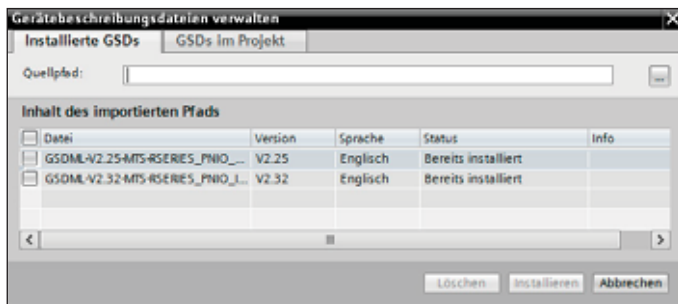 Gerätebeschreibungsdateien verwalten
Installierte GSDs GSDs im Projekt
Quellpfad:
...
Inhalt des importierten Pfads
Datei Version Sprache Status Info
GSDML-V2.25-MTS-RSERIES_PNIO_... V2.25 Englisch Bereits installiert
GSDML-V2.32-MTS-RSERIES_PNIO_I... V2.32 Englisch Bereits installiert
Löschen Installieren Abbrechen